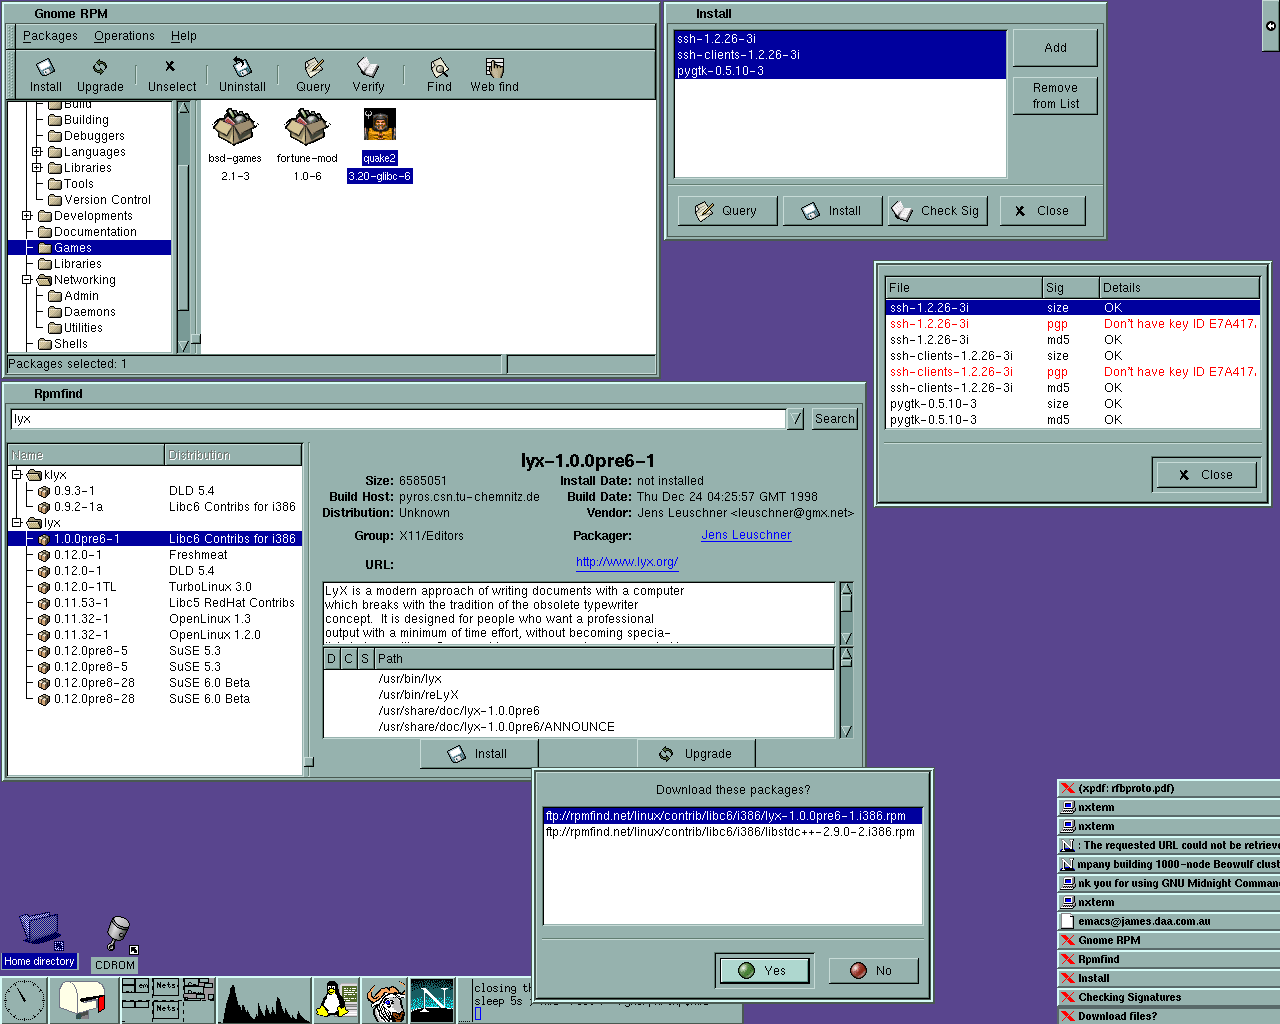 Gnome RPM
Packages Operations Help
Install Upgrade Unselect Uninstall Query Verify Find Web find
Build
Building
Debuggers
Languages
Libraries
Tools
Version Control
Developments
Documentation
Games
Libraries
Networking
Admin
Daemons
Utilities
Shells
bsd-games
2.1-3
fortune-mod
1.0-6
quake2
3.20-glibc-6
Packages selected: 1
Install
ssh-1.2.26-3i
ssh-clients-1.2.26-3i
pygtk-0.5.10-3
Add
Remove
from List
Query Install Check Sig Close
File Sig Details
ssh-1.2.26-3i size OK
ssh-1.2.26-3i pgp Don't have key ID E7A417
ssh-1.2.26-3i md5 OK
ssh-clients-1.2.26-3i size OK
ssh-clients-1.2.26-3i pgp Don't have key ID E7A417
ssh-clients-1.2.26-3i md5 OK
pygtk-0.5.10-3 size OK
pygtk-0.5.10-3 md5 OK
Close
Rpmfind
lyx Search
Name Distribution
klyx
0.9.3-1 DLD 5.4
0.9.2-1a Libc6 Contribs for i386
lyx
1.0.0pre6-1 Libc6 Contribs for i386
0.12.0-1 Freshmeat
0.12.0-1 DLD 5.4
0.12.0-1TL TurboLinux 3.0
0.11.53-1 Libc5 RedHat Contribs
0.11.32-1 OpenLinux 1.3
0.11.32-1 OpenLinux 1.2.0
0.12.0pre8-5 SuSE 5.3
0.12.0pre8-5 SuSE 5.3
0.12.0pre8-28 SuSE 6.0 Beta
0.12.0pre8-28 SuSE 6.0 Beta
lyx-1.0.0pre6-1
Size: 6585051 Install Date: not installed
Build Host: pyros.csn.tu-chemnitz.de Build Date: Thu Dec 24 04:25:57 GMT 1998
Distribution: Unknown Vendor: Jens Leuschner <leuschner@gmx.net>
Group: X11/Editors Packager: Jens Leuschner
URL: http://www.lyx.org/
LyX is a modern approach of writing documents with a computer
which breaks with the tradition of the obsolete typewriter
concept. It is designed for people who want a professional
output with a minimum of time effort, without becoming specia-
D C S Path
/usr/bin/lyx
/usr/bin/reLyX
/usr/share/doc/lyx-1.0.0pre6
/usr/share/doc/lyx-1.0.0pre6/ANNOUNCE
Install Upgrade
Download these packages?
ftp://rpmfind.net/linux/contrib/libc6/i386/lyx-1.0.0pre6-1.i386.rpm
ftp://rpmfind.net/linux/contrib/libc6/i386/libstdc++-2.9.0-2.i386.rpm
Yes No
(xpdf: rfbproto.pdf)
nxterm
nxterm
: The requested URL could not be retrieve
mpany building 1000-node Beowulf clust
nk you for using GNU Midnight Comman
nxterm
emacs@james.daa.com.au
Gnome RPM
Rpmfind
Install
Checking Signatures
Download files?
Home directory
CDROM
Nets
Nets
N
closing th
sleep 5s